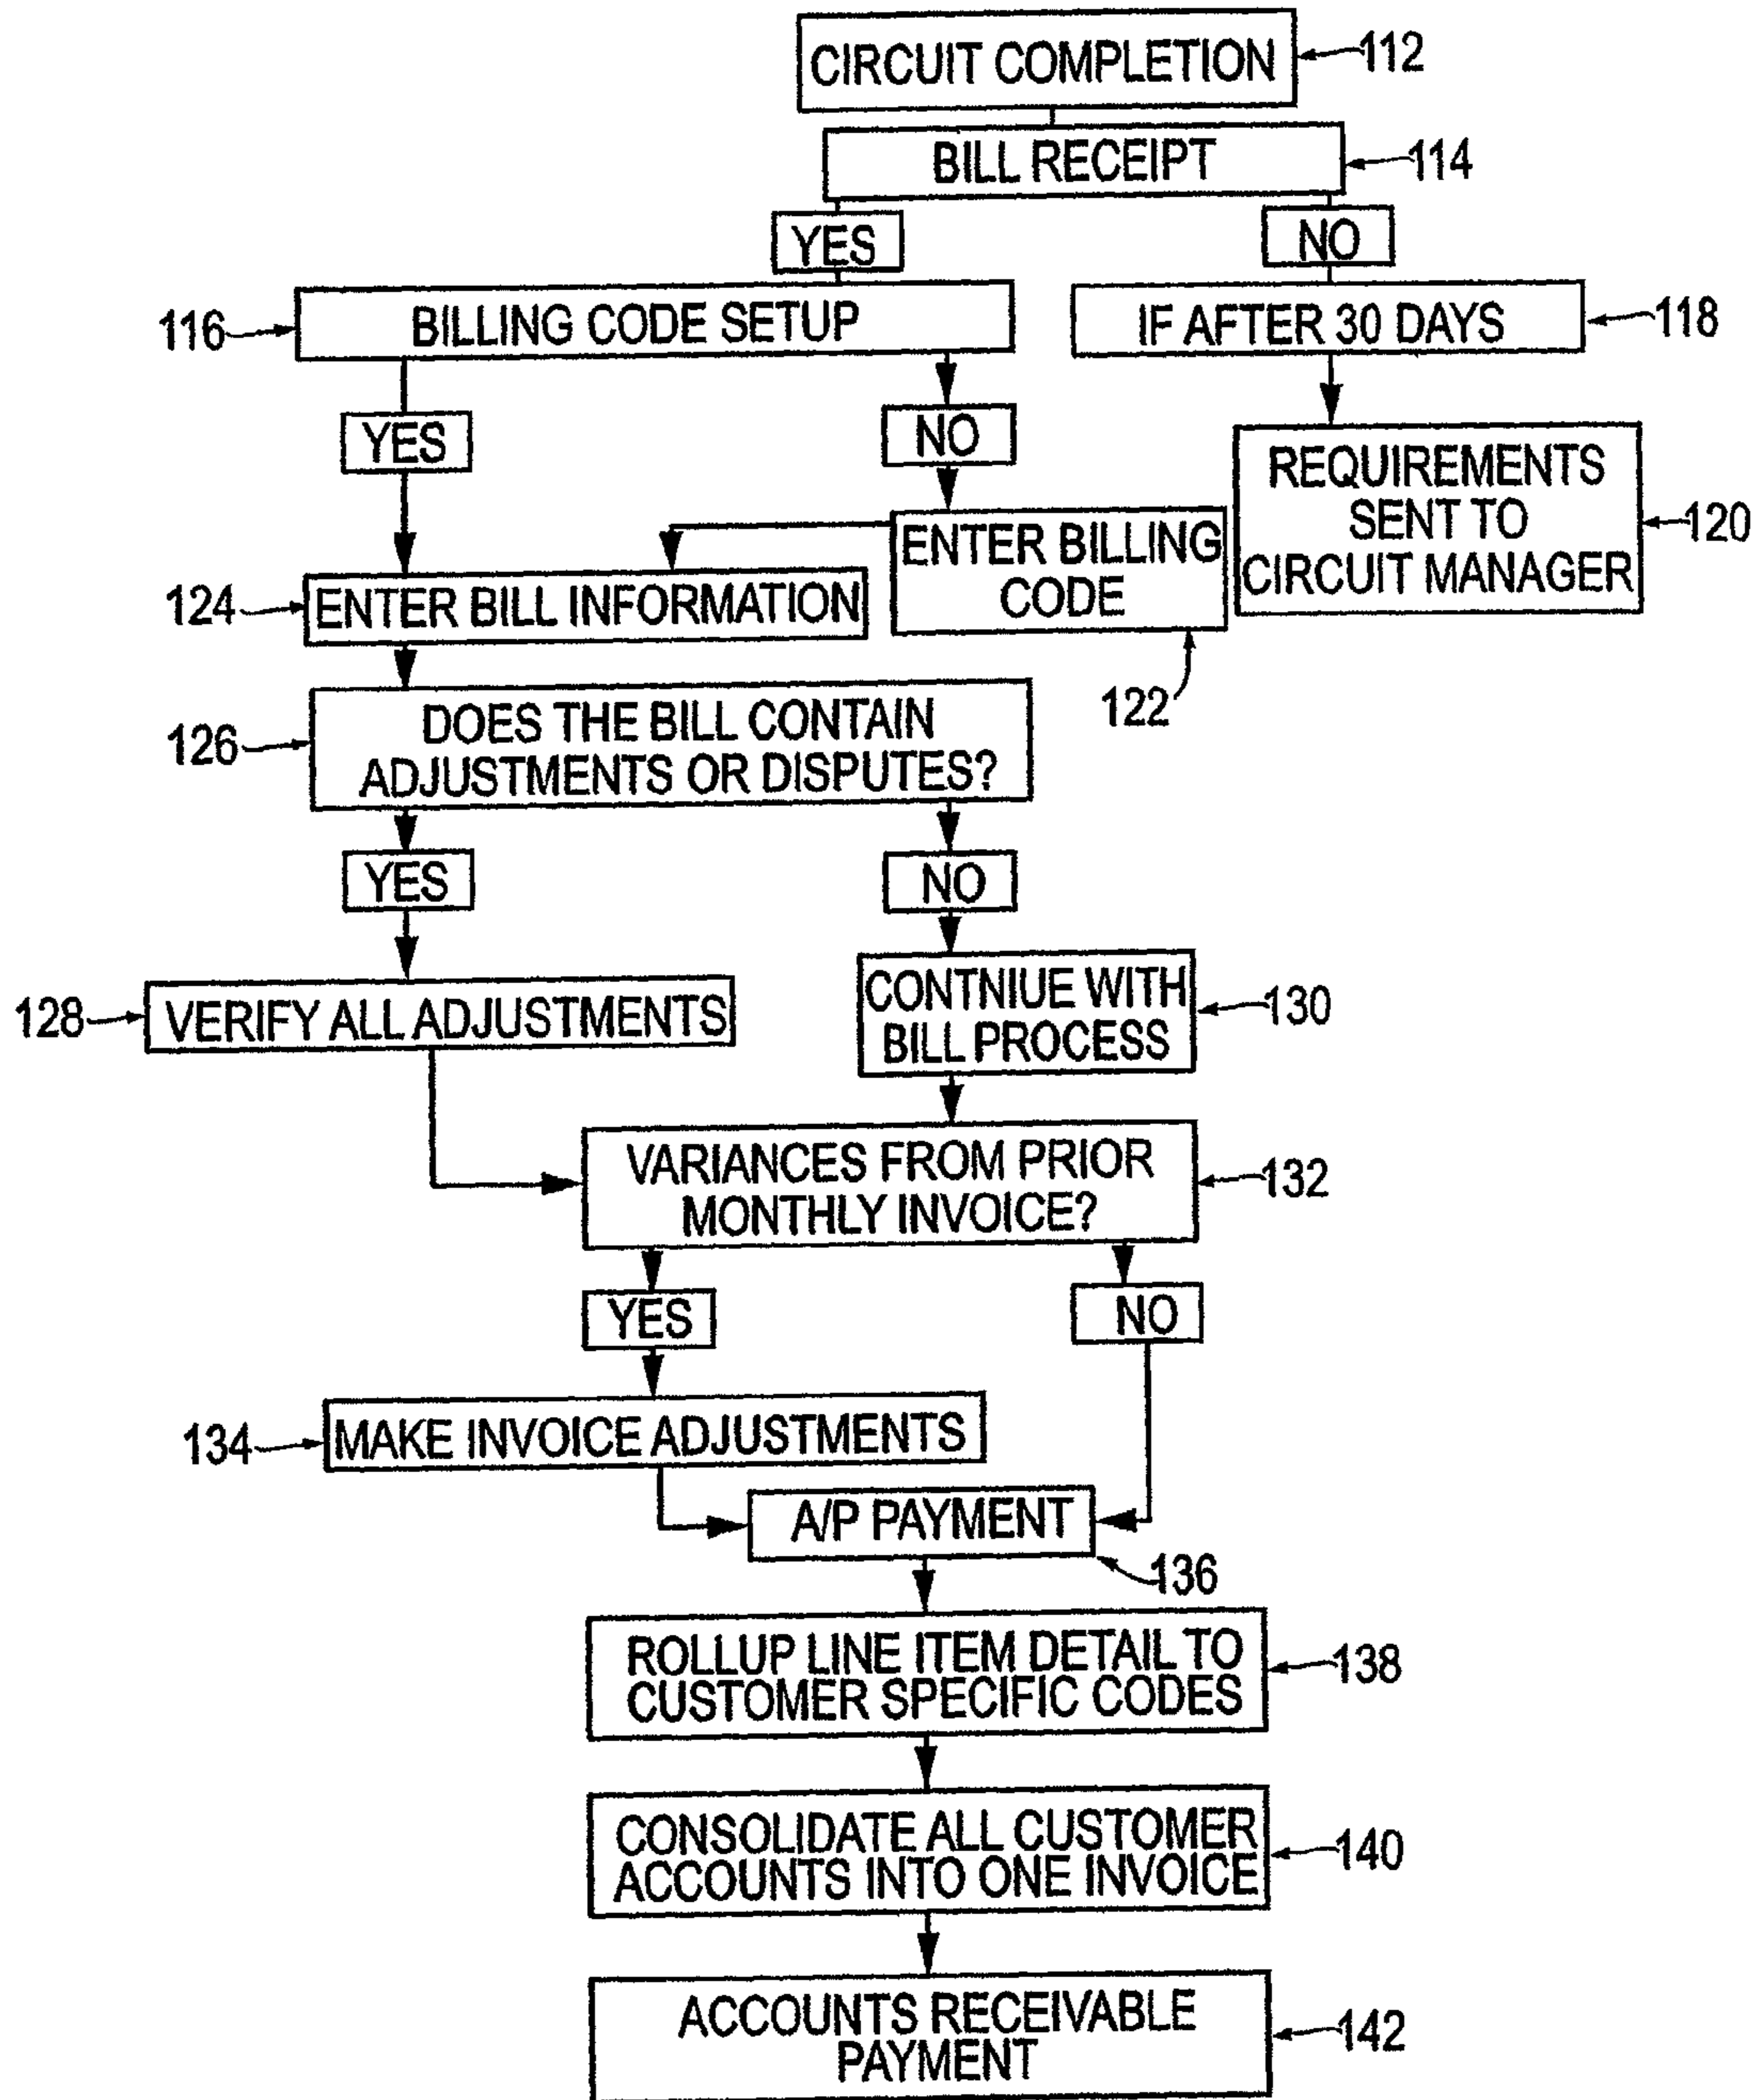 CIRCUIT COMPLETION
112
BILL RECEIPT
114
YES
NO
116
BILLING CODE SETUP
IF AFTER 30 DAYS
118
YES
NO
REQUIREMENTS
SENT TO
CIRCUIT MANAGER
120
ENTER BILLING
CODE
122
124
ENTER BILL INFORMATION
126
DOES THE BILL CONTAIN
ADJUSTMENTS OR DISPUTES?
YES
NO
128
VERIFY ALL ADJUSTMENTS
CONTNIUE WITH
BILL PROCESS
130
VARIANCES FROM PRIOR
MONTHLY INVOICE?
132
YES
NO
134
MAKE INVOICE ADJUSTMENTS
A/P PAYMENT
136
ROLLUP LINE ITEM DETAIL TO
CUSTOMER SPECIFIC CODES
138
CONSOLIDATE ALL CUSTOMER
ACCOUNTS INTO ONE INVOICE
140
ACCOUNTS RECEIVABLE
PAYMENT
142